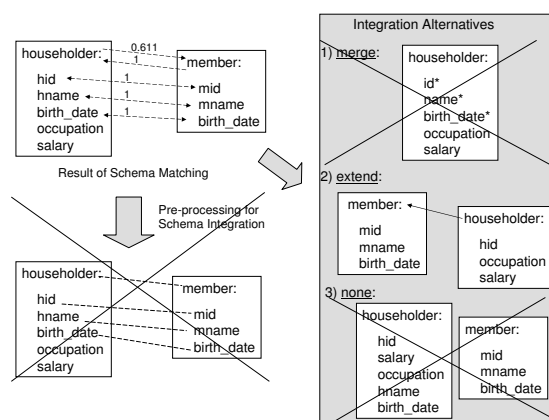 householder:
hid
hname
birth_date
occupation
salary
0.611
1
member:
mid
mname
birth_date
1
1
1
Result of Schema Matching
Pre-processing for
Schema Integration
householder:
hid
hname
birth_date
occupation
salary
member:
mid
mname
birth_date
Integration Alternatives
1) merge:
householder:
id*
name*
birth_date*
occupation
salary
2) extend:
member:
mid
mname
birth_date
householder:
hid
occupation
salary
3) none:
householder:
hid
salary
occupation
hname
birth_date
member:
mid
mname
birth_date